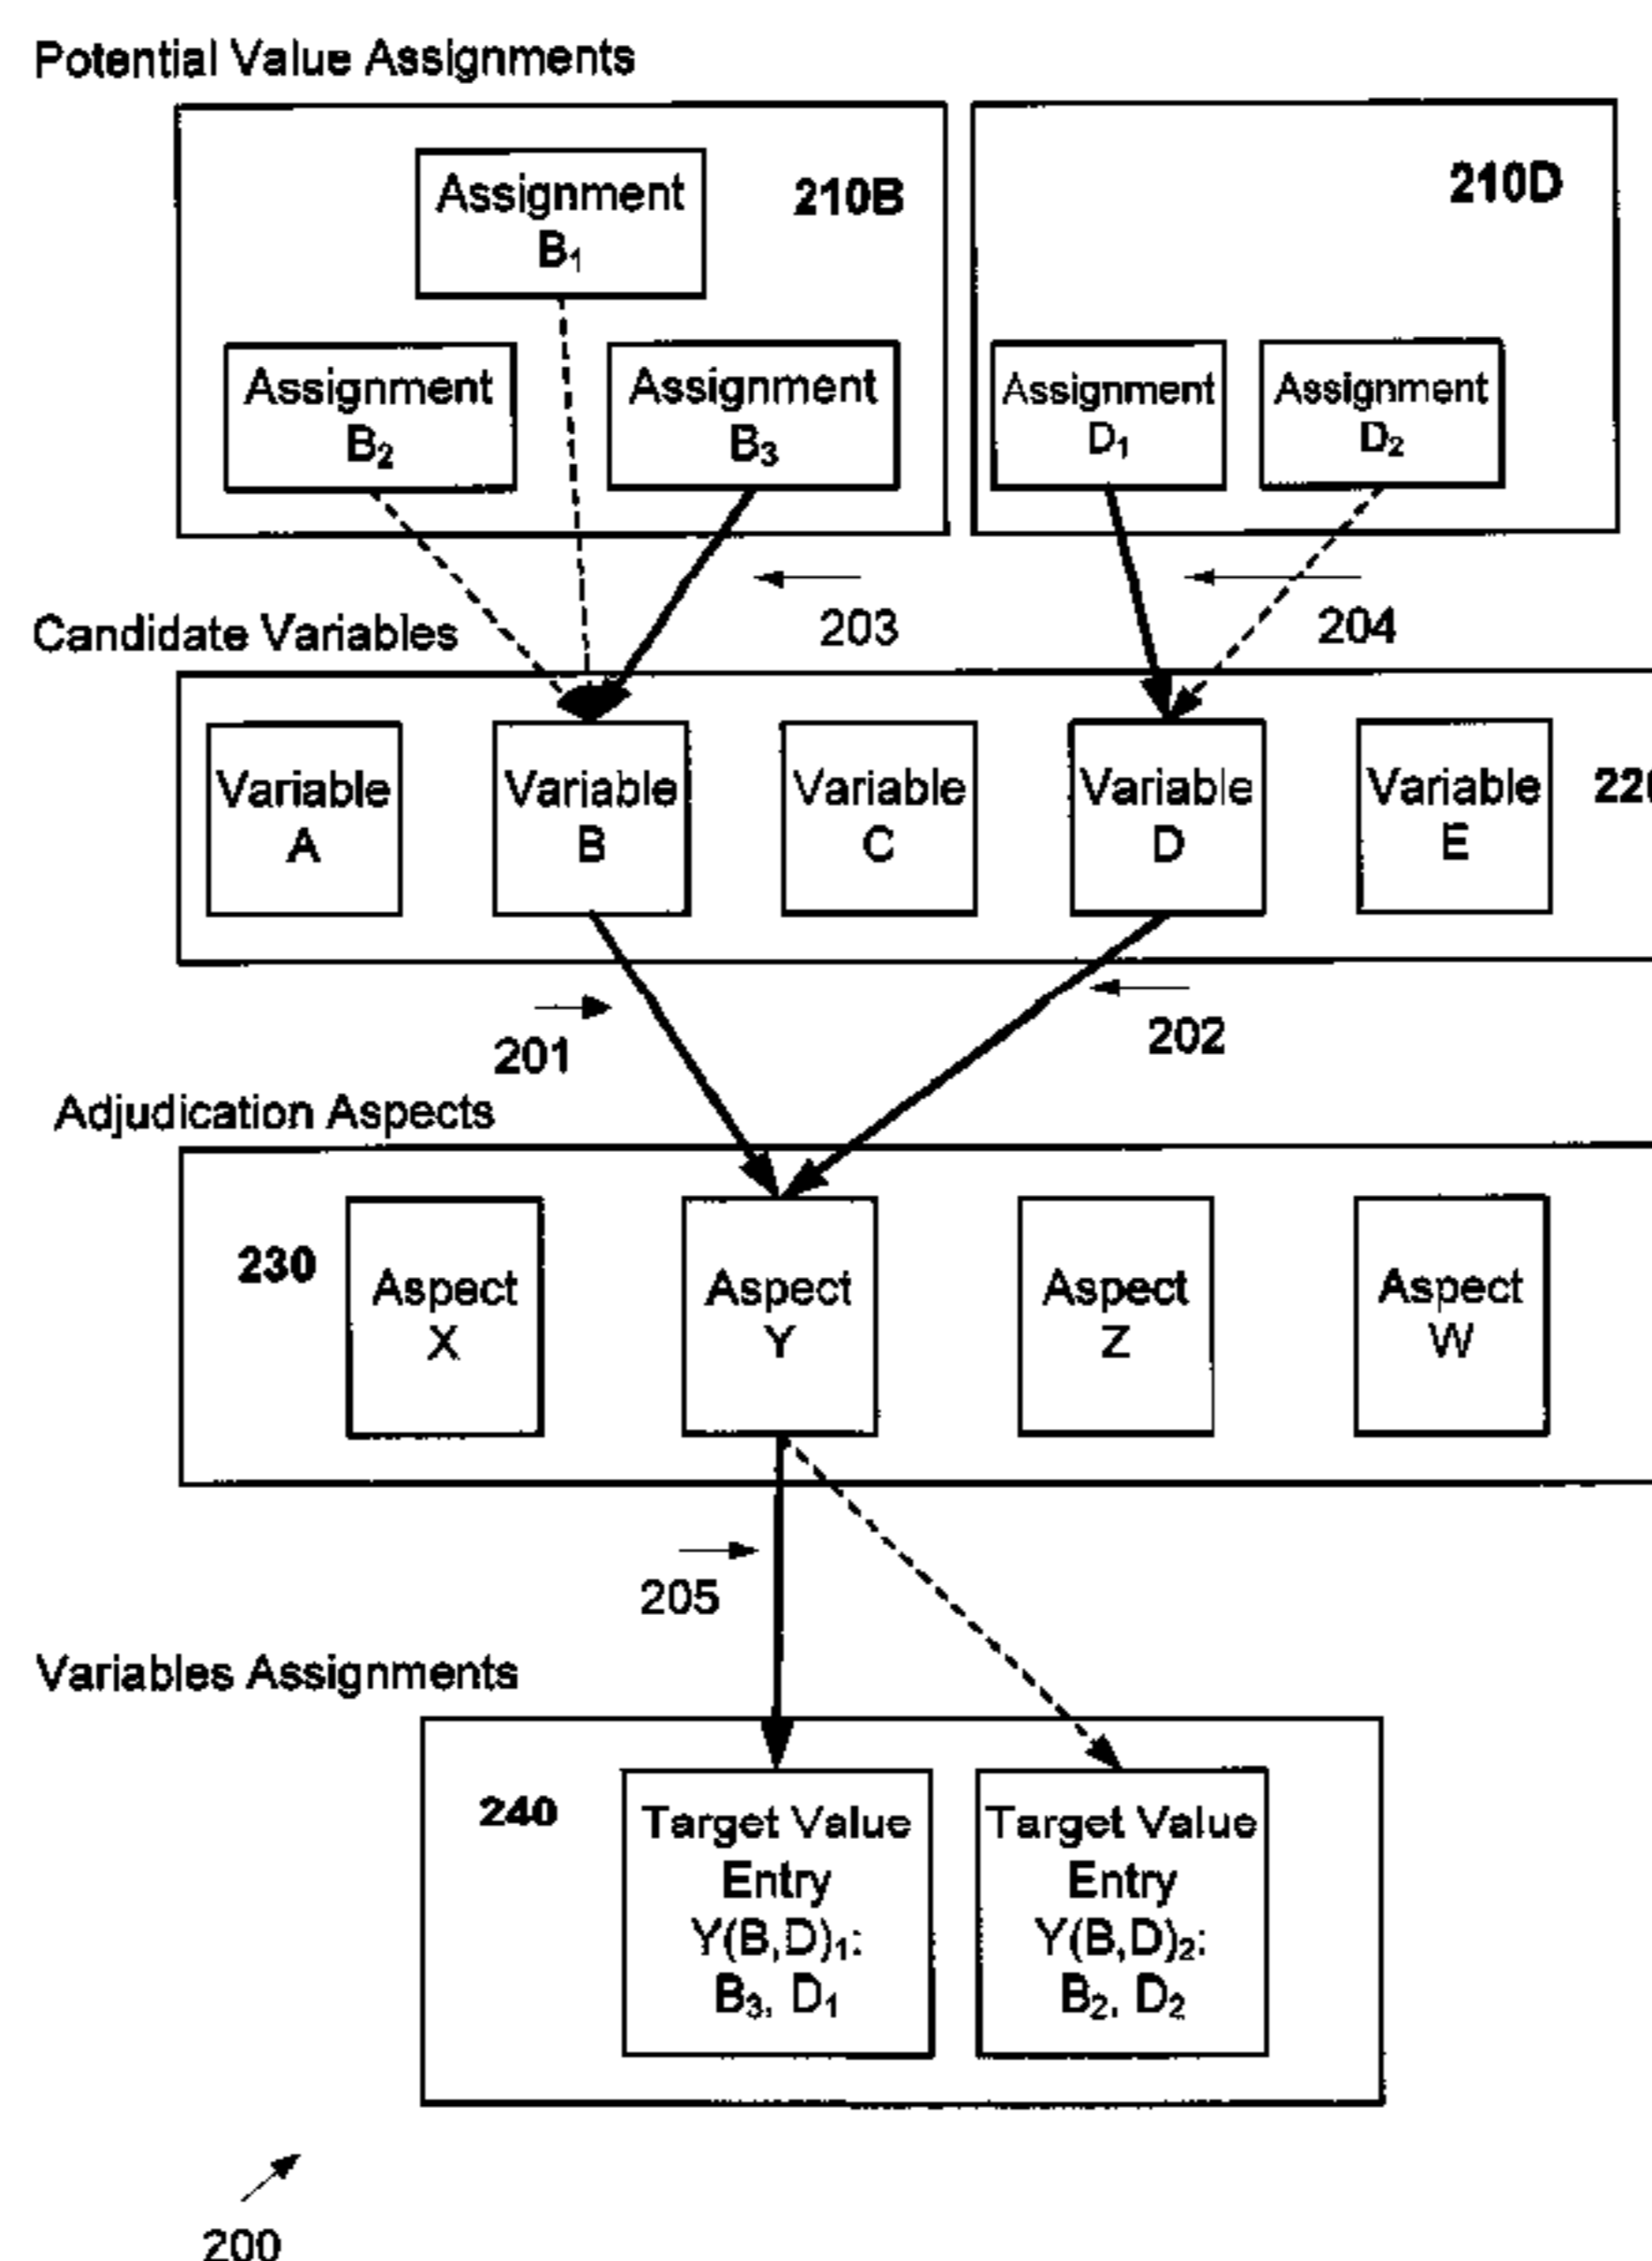 Potential Value Assignments
Assignment
B₁
210B
210D
Assignment
B₂
Assignment
B₃
Assignment
D₁
Assignment
D₂
203
204
Candidate Variables
Variable
A
Variable
B
Variable
C
Variable
D
Variable
E
201
202
Adjudication Aspects
230
Aspect
X
Aspect
Y
Aspect
Z
Aspect
W
205
Variables Assignments
240
Target Value
Entry
Y(B,D)₁:
B₃, D₁
Target Value
Entry
Y(B,D)₂:
B₂, D₂
200